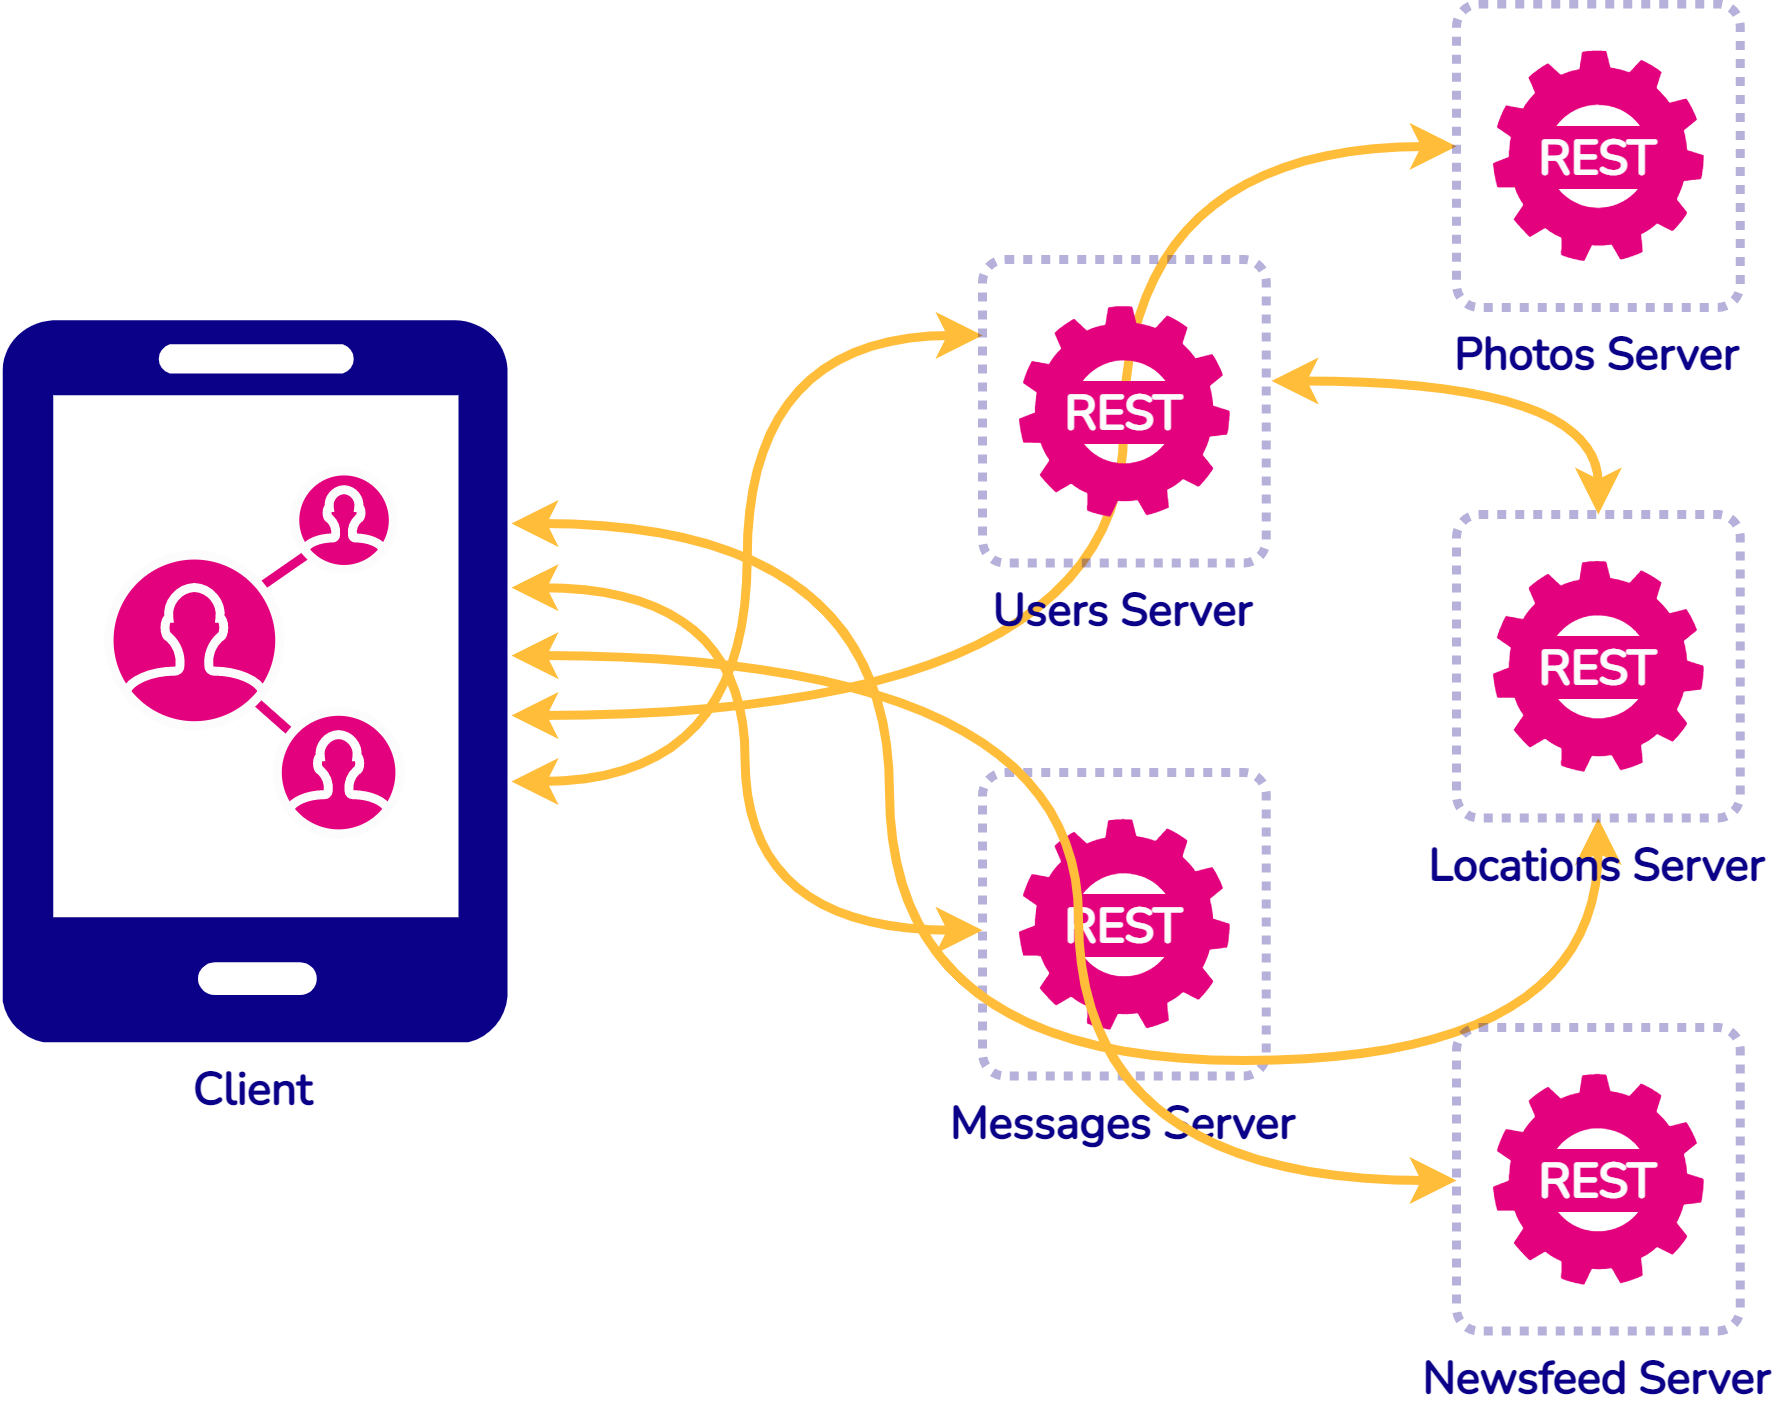 REST
Photos Server
REST
Users Server
REST
Locations Server
Client
REST
Messages Server
REST
Newsfeed Server